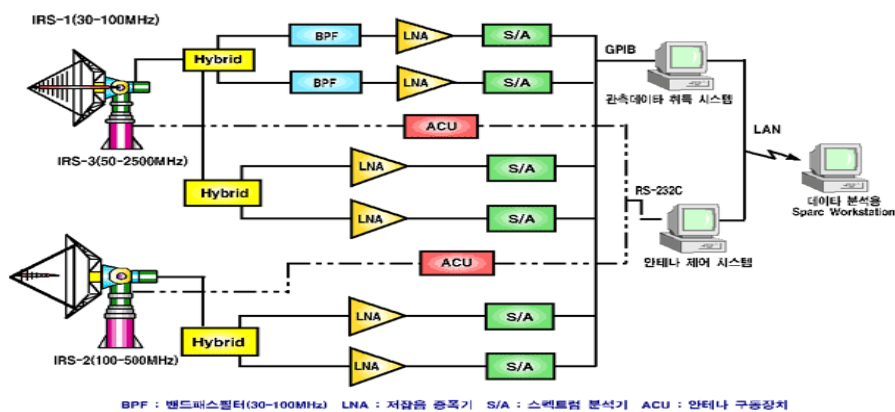 IRS-1(30-100MHz)
Hybrid
BPF
LNA
S/A
GPIB
BPF
LNA
S/A
관측데이타 취득 시스템
ACU
LAN
IRS-3(50-2500MHz)
Hybrid
LNA
S/A
RS-232C
데이타 분석용
Sparc Workstation
LNA
S/A
안테나 제어 시스템
ACU
LNA
S/A
Hybrid
LNA
S/A
IRS-2(100-500MHz)
BPF : 밴드패스필터(30-100MHz) LNA : 저잡음 증폭기 S/A : 스펙트럼 분석기 ACU : 안테나 구동장치